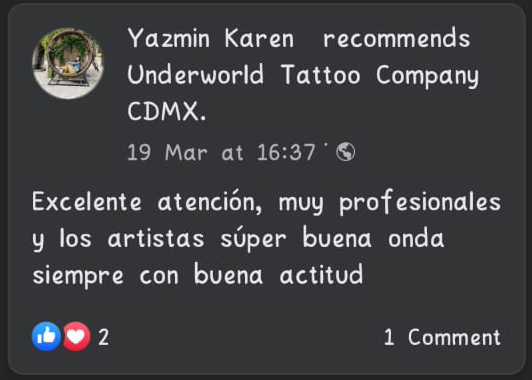 Yazmin Karen recommends
Underworld Tattoo Company
CDMX.
19 Mar at 16:37 ·
Excelente atención, muy profesionales
y los artistas súper buena onda
siempre con buena actitud
2
1 Comment